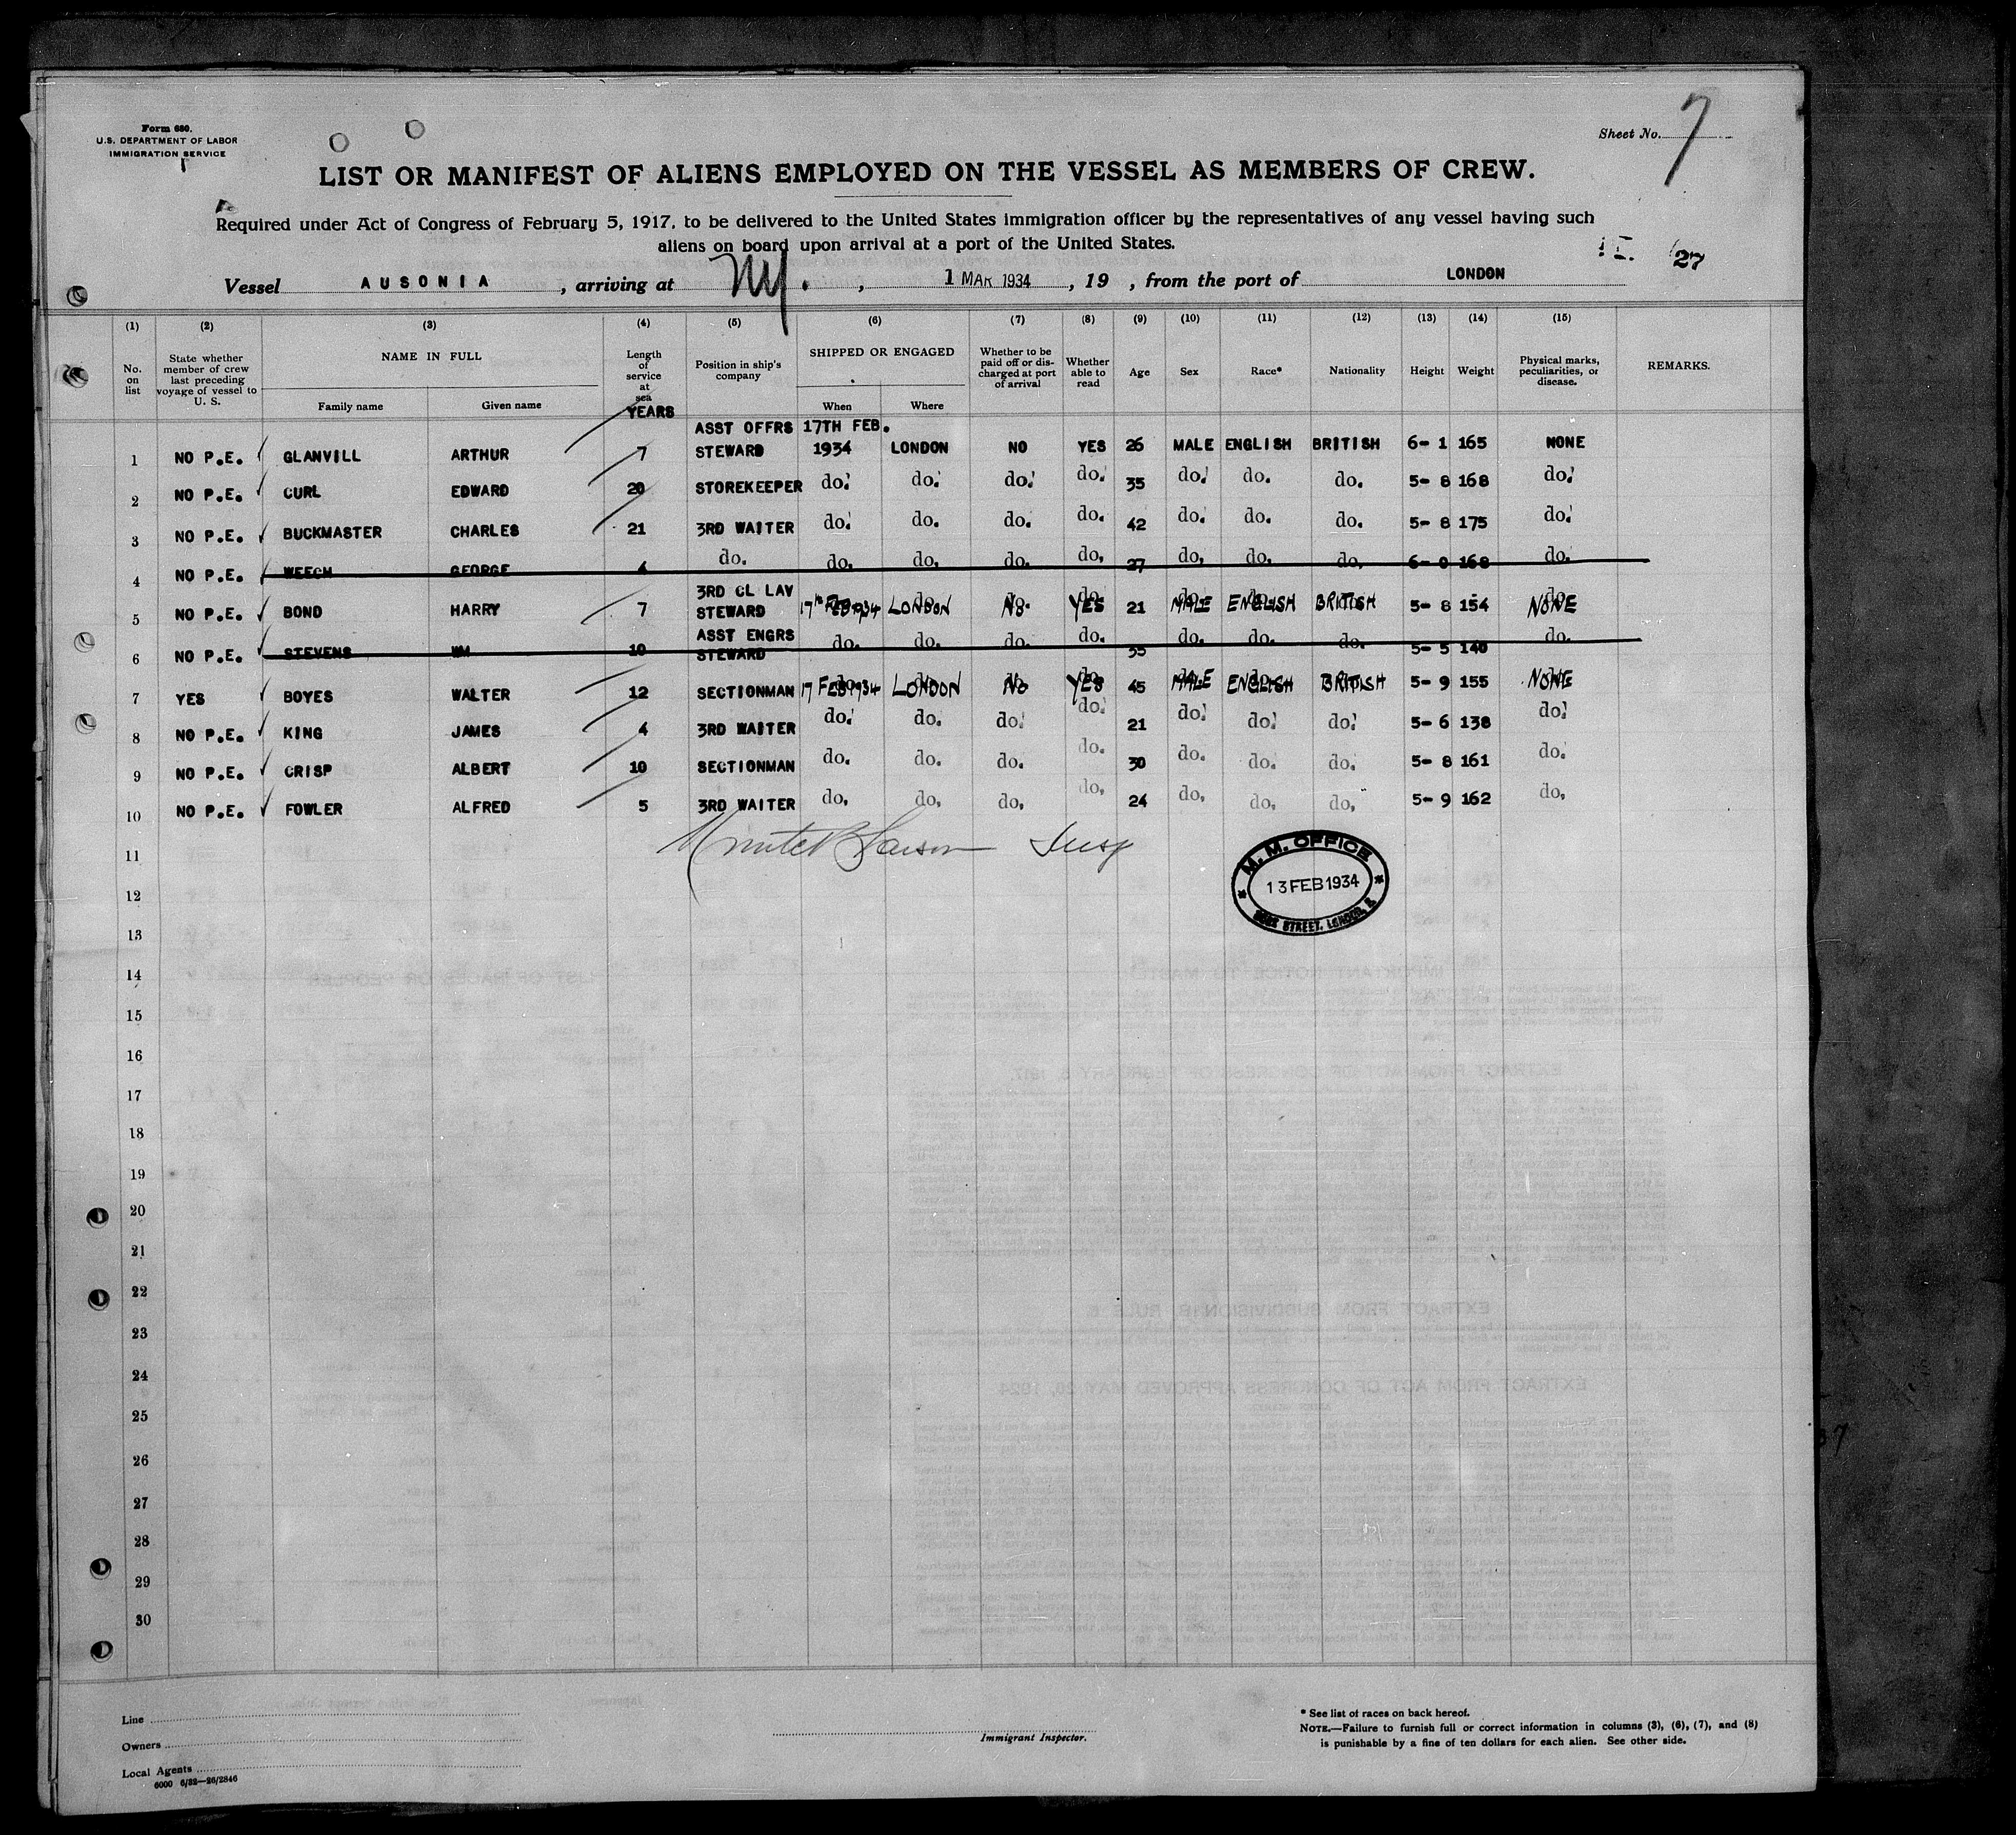 Form 680.
U.S. DEPARTMENT OF LABOR
IMMIGRATION SERVICE
Sheet No. 7
LIST OR MANIFEST OF ALIENS EMPLOYED ON THE VESSEL AS MEMBERS OF CREW.
Required under Act of Congress of February 5, 1917, to be delivered to the United States immigration officer by the representatives of any vessel having such
aliens on board upon arrival at a port of the United States.
27
Vessel AUSONIA, arriving at NY., 1 MAR 1934, 19 , from the port of LONDON
(1) (2) (3) (4) (5) (6) (7) (8) (9) (10) (11) (12) (13) (14) (15)
No. on list State whether member of crew last preceding voyage of vessel to U. S. NAME IN FULL Family name Given name Length of service at sea YEARS Position in ship's company SHIPPED OR ENGAGED When Where Whether to be paid off or discharged at port of arrival Whether able to read Age Sex Race* Nationality Height Weight Physical marks, peculiarities, or disease. REMARKS.
1 NO P.E. GLANVILL ARTHUR 7 ASST OFFRS STEWARD 17TH FEB. 1934 LONDON NO YES 26 MALE ENGLISH BRITISH 6- 1 165 NONE
2 NO P.E. CURL EDWARD 20 STOREKEEPER do. do. do. do. 35 do. do. do. 5- 8 168 do.
3 NO P.E. BUCKMASTER CHARLES 21 3RD WAITER do. do. do. do. 42 do. do. do. 5- 8 175 do.
4 NO P.E. WEECH GEORGE do. do. do. do. do. 27 do. do. do. 6- 0 168 do.
5 NO P.E. BOND HARRY 7 3RD CL LAV STEWARD 17th FEB 1934 LONDON No. YES 21 MALE ENGLISH BRITISH 5- 8 154 NONE
6 NO P.E. STEVENS WM 10 ASST ENGRS STEWARD do. do. do. do. 35 do. do. do. 5- 5 140 do.
7 YES BOYES WALTER 12 SECTIONMAN 17 FEB 1934 LONDON No YES 45 MALE ENGLISH BRITISH 5- 9 155 NONE
8 NO P.E. KING JAMES 4 3RD WAITER do. do. do. do. 21 do. do. do. 5- 6 138 do.
9 NO P.E. CRISP ALBERT 10 SECTIONMAN do. do. do. do. 30 do. do. do. 5- 8 161 do.
10 NO P.E. FOWLER ALFRED 5 3RD WAITER do. do. do. do. 24 do. do. do. 5- 9 162 do.
Insp
M. M. OFFICE
13 FEB 1934
STREET, LONDON, E.
11
12
13
14
15
16
17
18
19
20
21
22
23
24
25
26
27
28
29
30
Line
Owners
Local Agents
6000 6/32—26/2846
Immigrant Inspector.
* See list of races on back hereof.
NOTE.—Failure to furnish full or correct information in columns (3), (6), (7), and (8)
is punishable by a fine of ten dollars for each alien. See other side.